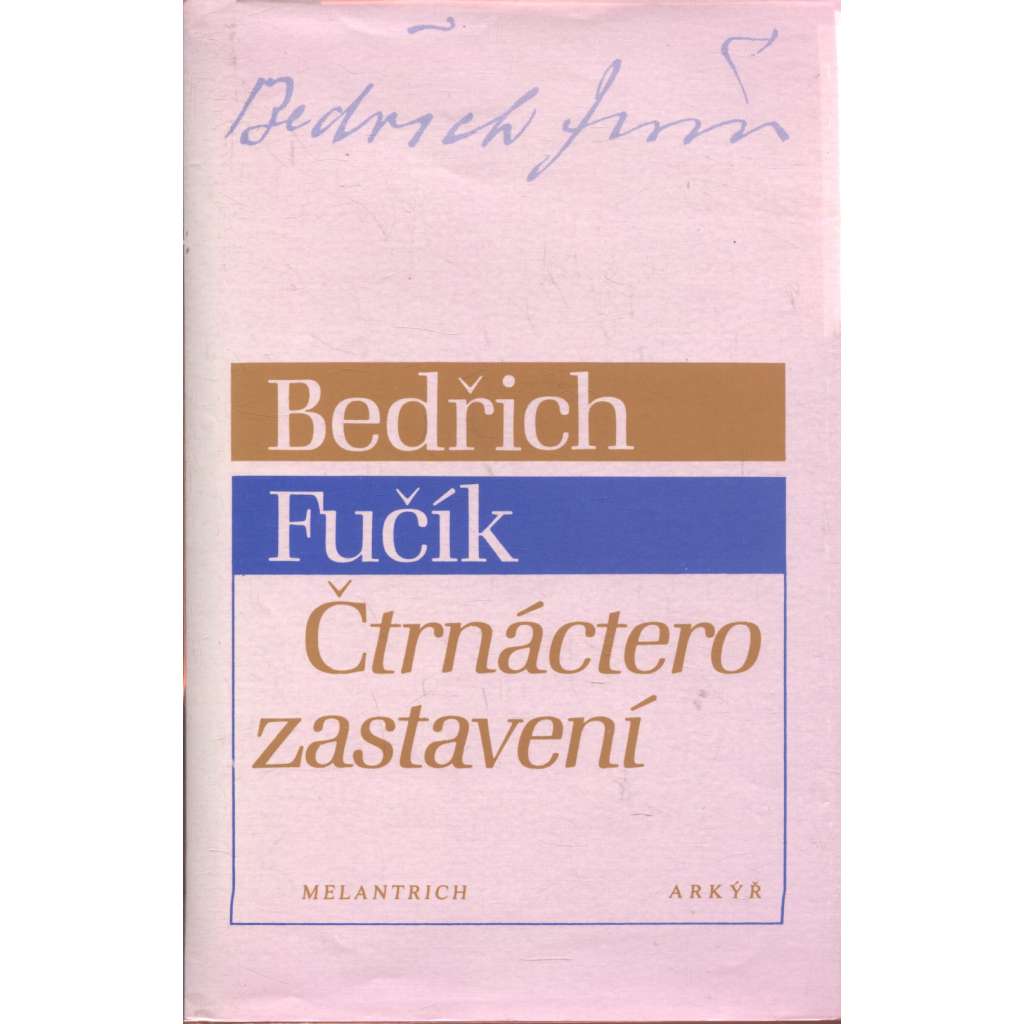 Bedřich Fučík
Bedřich
Fučík
Čtrnáctero
zastavení
MELANTRICH ARKÝŘ